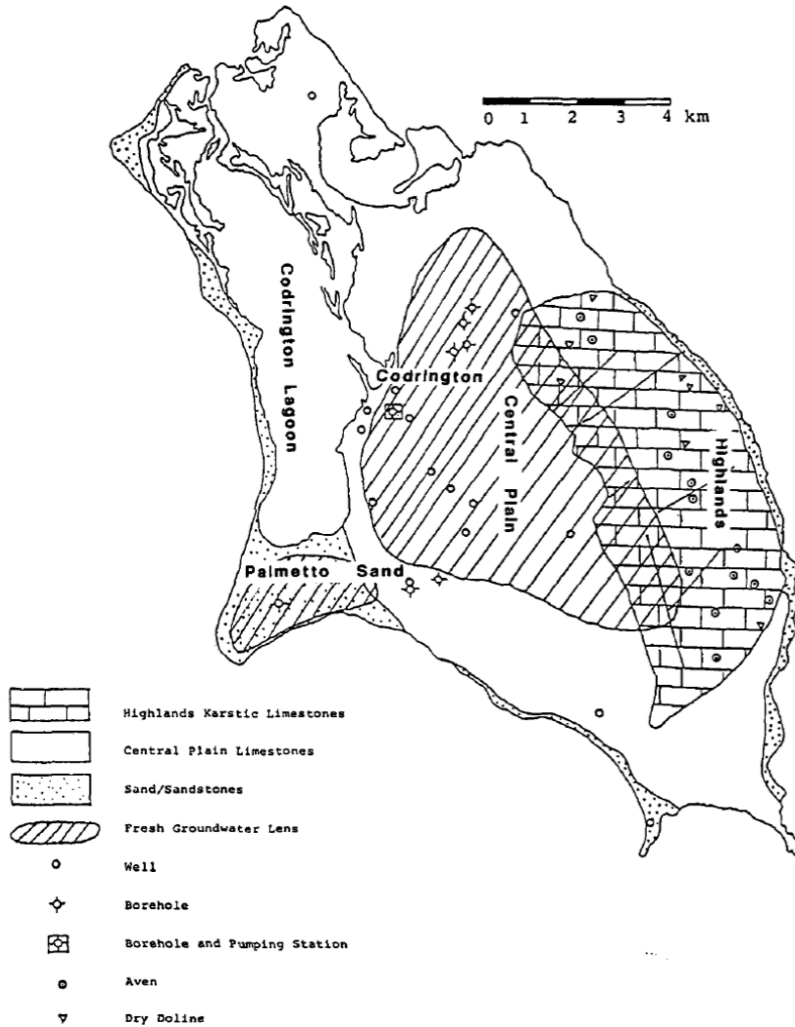 0 1 2 3 4 km
Codrington Lagoon
Codrington
Central Plain
Highlands
Palmetto Sand
Highlands Karstic Limestones
Central Plain Limestones
Sand/Sandstones
Fresh Groundwater Lens
Well
Borehole
Borehole and Pumping Station
Aven
Dry Doline